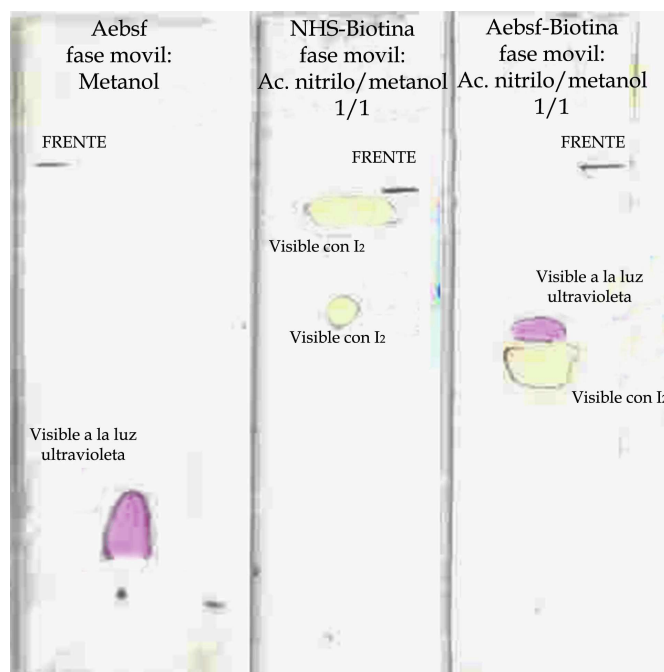 Aebsf
fase movil:
Metanol
FRENTE
Visible a la luz
ultravioleta
NHS-Biotina
fase movil:
Ac. nitrilo/metanol
1/1
FRENTE
Visible con I2
Visible con I2
Aebsf-Biotina
fase movil:
Ac. nitrilo/metanol
1/1
FRENTE
Visible a la luz
ultravioleta
Visible con I2